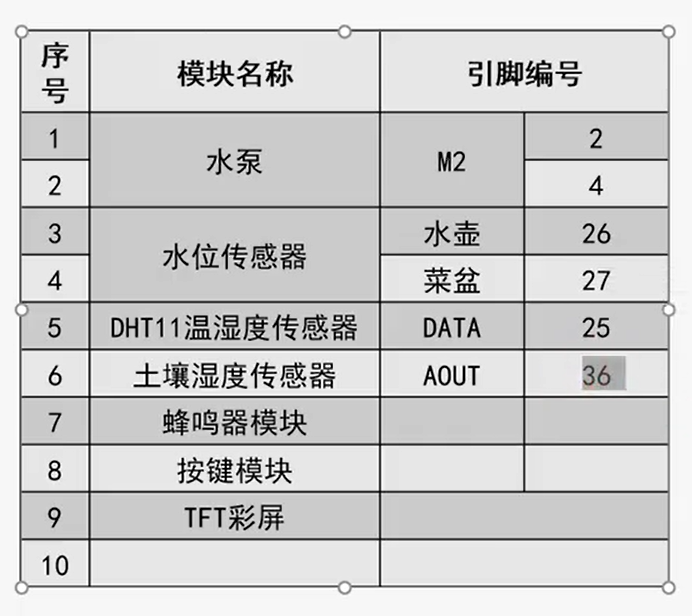 序号 模块名称 引脚编号
1 水泵 M2 2
2 4
3 水位传感器 水壶 26
4 菜盆 27
5 DHT11温湿度传感器 DATA 25
6 土壤湿度传感器 AOUT 36
7 蜂鸣器模块
8 按键模块
9 TFT彩屏
10